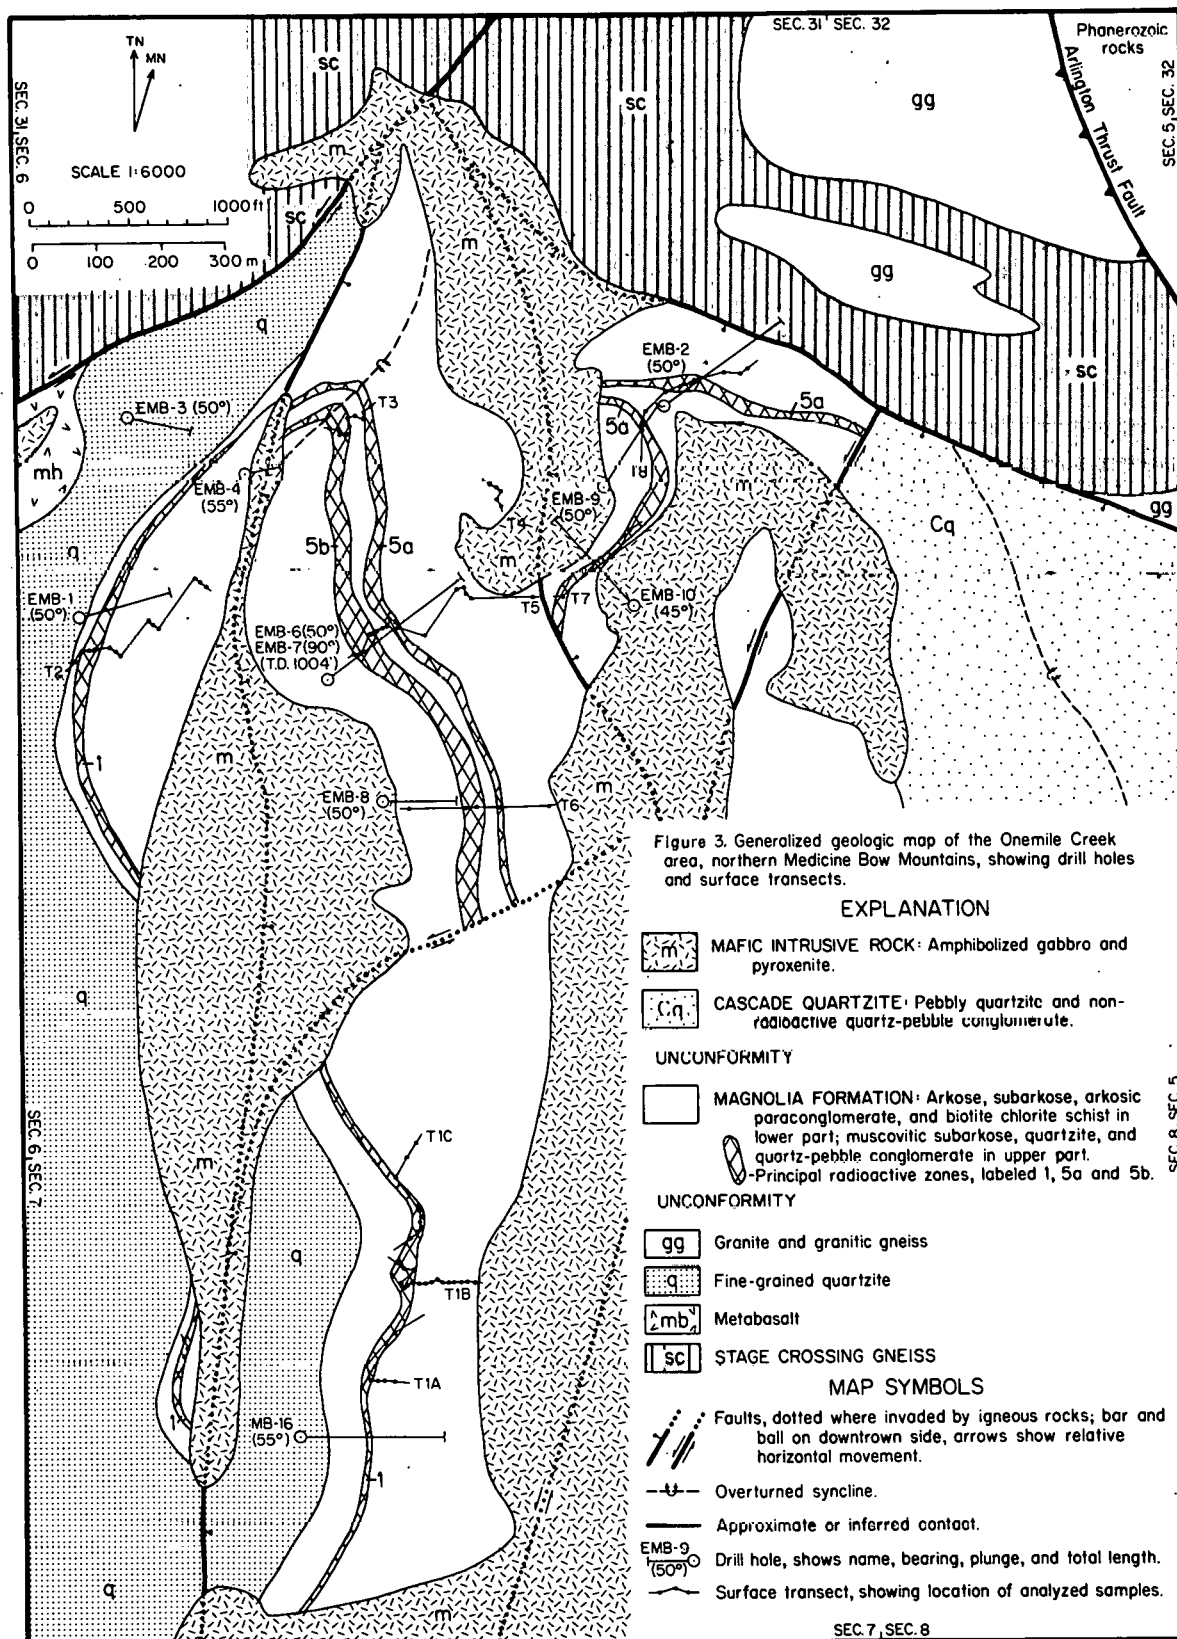 SEC. 31 SEC. 32
Phanerozoic
rocks
Arlington Thrust Fault
SEC. 5, SEC. 32
TN
MN
SEC. 31, SEC. 6
SCALE 1:6000
0 500 1000 ft
0 100 200 300 m
sc
sc
sc
sc
gg
gg
gg
m
m
q
mh
EMB-3 (50°)
EMB-2
(50°)
5a
5a
T3
R1
EMB-4
(55°)
EMB-9
(50°)
T4
m
m
Cq
q
5b
5a
EMB-1
(50°)
T5
T7
EMB-10
(45°)
EMB-6(50°)
EMB-7(90°)
(T.D. 1004')
T2
1
m
m
EMB-8
(50°)
T6
q
T1C
SEC. 6, SEC. 7
m
q
T1B
T1A
1
MB-16
(55°)
1
q
m
Figure 3. Generalized geologic map of the Onemile Creek
area, northern Medicine Bow Mountains, showing drill holes
and surface transects.
EXPLANATION
m MAFIC INTRUSIVE ROCK: Amphibolized gabbro and
pyroxenite.
Cq CASCADE QUARTZITE: Pebbly quartzite and non-
radioactive quartz-pebble conglomerate.
UNCONFORMITY
MAGNOLIA FORMATION: Arkose, subarkose, arkosic
paraconglomerate, and biotite chlorite schist in
lower part; muscovitic subarkose, quartzite, and
quartz-pebble conglomerate in upper part.
-Principal radioactive zones, labeled 1, 5a and 5b.
SEC. 8, SEC. 5
UNCONFORMITY
gg Granite and granitic gneiss
q Fine-grained quartzite
mb Metabasalt
sc STAGE CROSSING GNEISS
MAP SYMBOLS
Faults, dotted where invaded by igneous rocks; bar and
ball on downtrown side, arrows show relative
horizontal movement.
Overturned syncline.
Approximate or inferred contact.
EMB-9
(50°)
Drill hole, shows name, bearing, plunge, and total length.
Surface transect, showing location of analyzed samples.
SEC. 7, SEC. 8